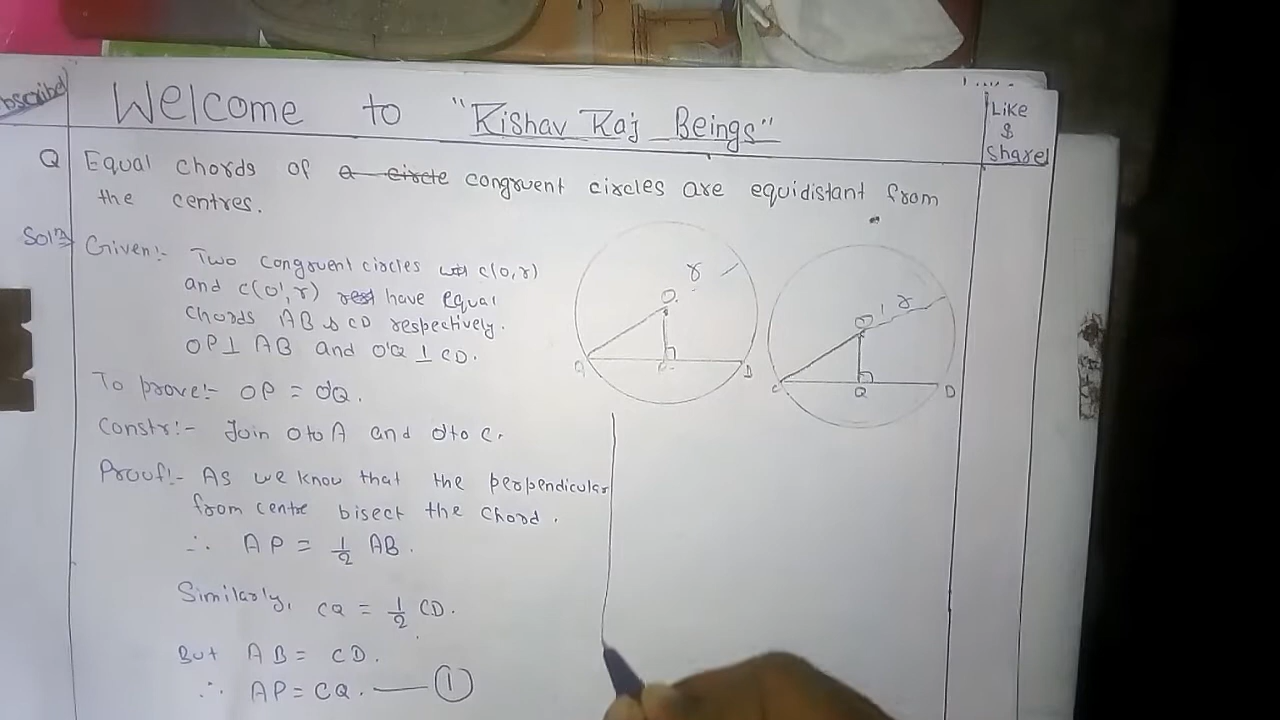 Welcome to "Rishav Raj Beings"
Like
&
Share
Q Equal chords of a circle congruent circles are equidistant from
the centres.
Soln Given:- Two congruent circles C(O,r)
and C(O',r) have equal
chords AB & CD respectively.
OP ⊥ AB and O'Q ⊥ CD.
To prove:- OP = O'Q.
Constr:- Join O to A and O' to C.
Proof:- As we know that the perpendicular
from centre bisect the chord.
∴ AP = 1/2 AB.
Similarly, CQ = 1/2 CD.
But AB = CD.
∴ AP = CQ. — ①
O
r
A
P
B
O'
r
C
Q
D